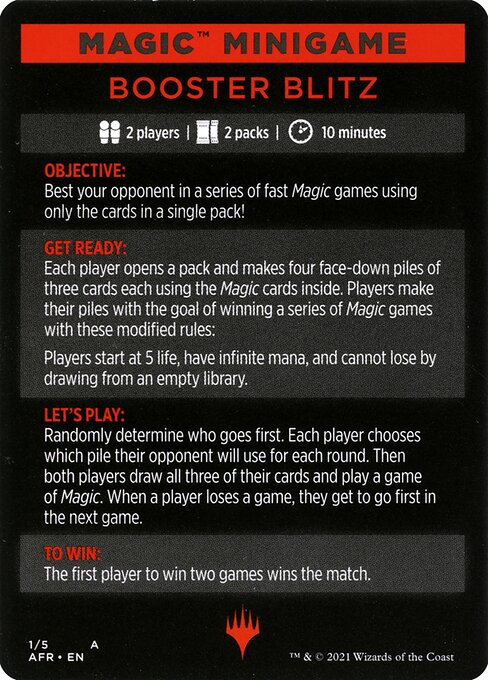 MAGIC™ MINIGAME
BOOSTER BLITZ
2 players | 2 packs | 10 minutes
OBJECTIVE:
Best your opponent in a series of fast Magic games using
only the cards in a single pack!
GET READY:
Each player opens a pack and makes four face-down piles of
three cards each using the Magic cards inside. Players make
their piles with the goal of winning a series of Magic games
with these modified rules:
Players start at 5 life, have infinite mana, and cannot lose by
drawing from an empty library.
LET'S PLAY:
Randomly determine who goes first. Each player chooses
which pile their opponent will use for each round. Then
both players draw all three of their cards and play a game
of Magic. When a player loses a game, they get to go first in
the next game.
TO WIN:
The first player to win two games wins the match.
1/5 A
AFR • EN
™ & © 2021 Wizards of the Coast